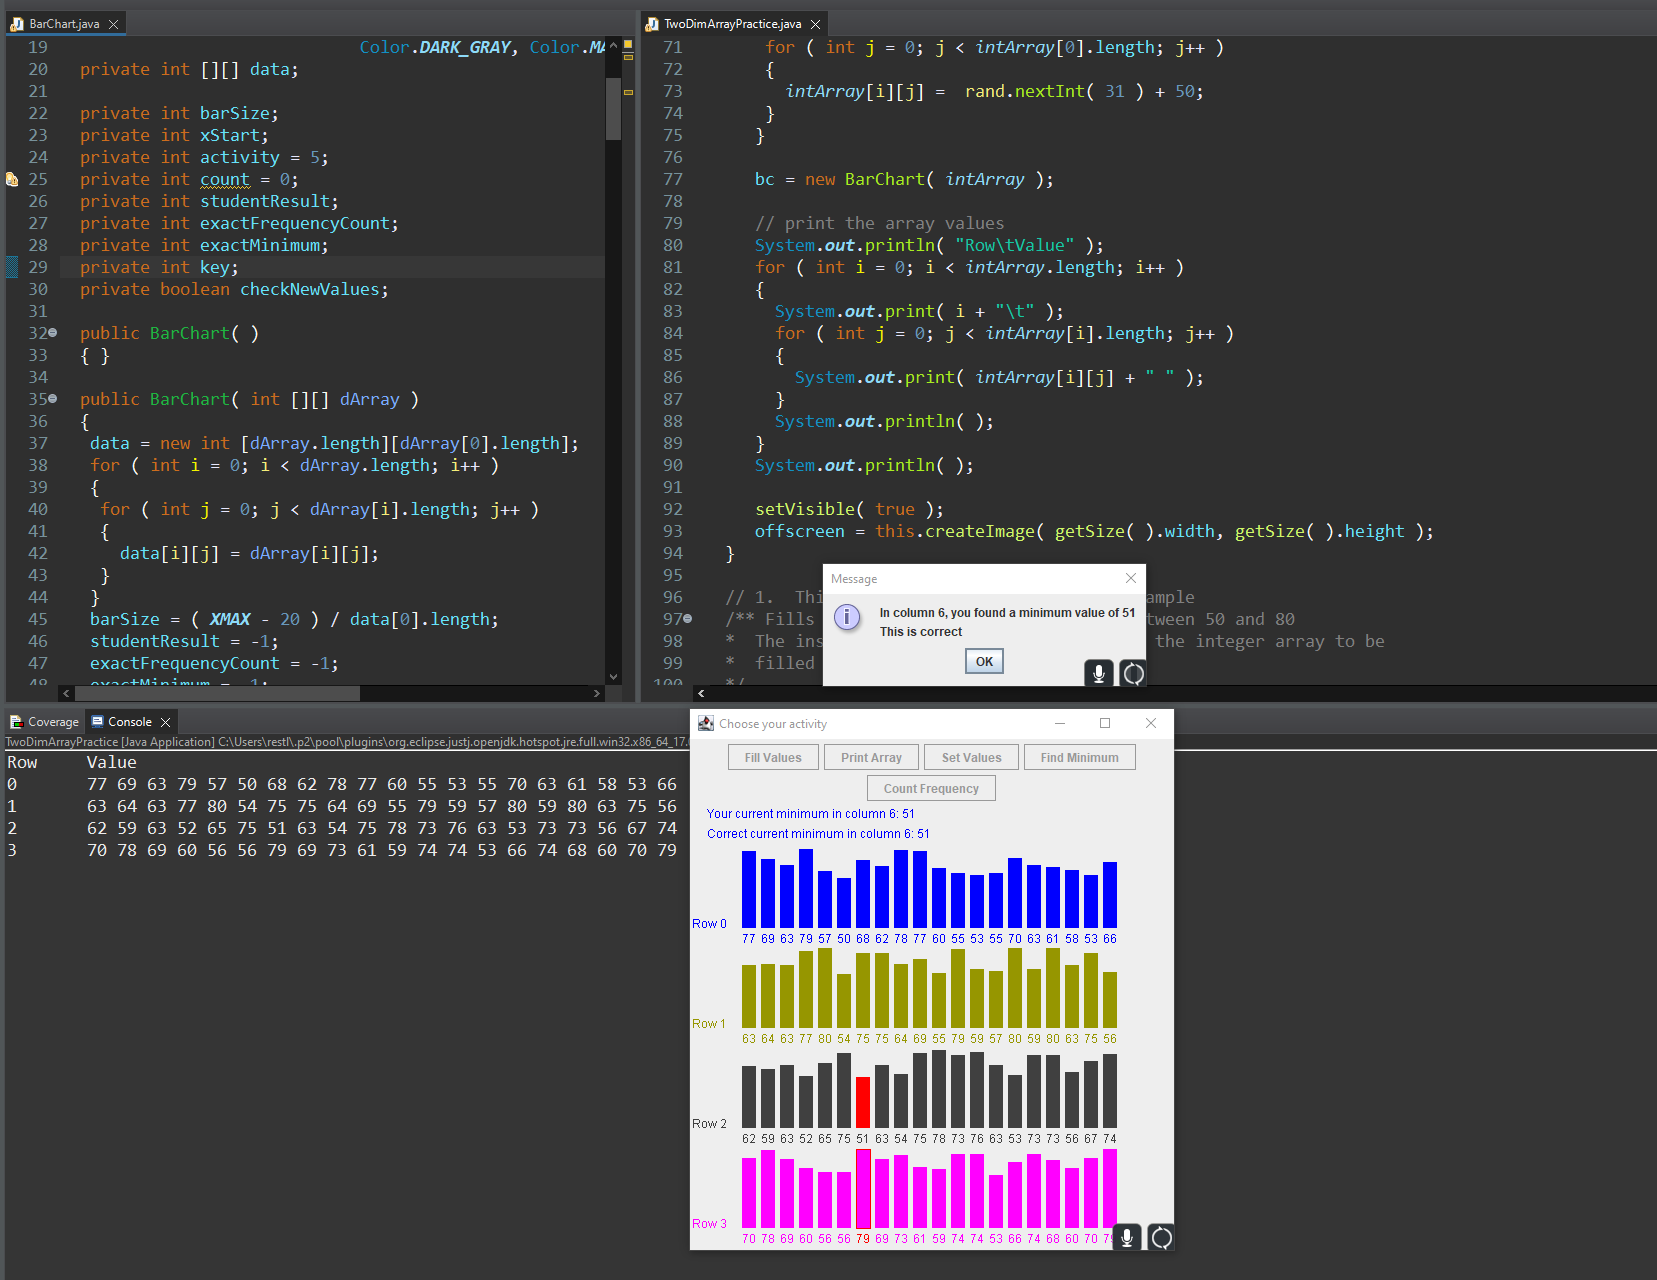 BarChart.java
19 Color.DARK_GRAY, Color.MA
20 private int [][] data;
21
22 private int barSize;
23 private int xStart;
24 private int activity = 5;
25 private int count = 0;
26 private int studentResult;
27 private int exactFrequencyCount;
28 private int exactMinimum;
29 private int key;
30 private boolean checkNewValues;
31
32 public BarChart( )
33 { }
34
35 public BarChart( int [][] dArray )
36 {
37 data = new int [dArray.length][dArray[0].length];
38 for ( int i = 0; i < dArray.length; i++ )
39 {
40 for ( int j = 0; j < dArray[i].length; j++ )
41 {
42 data[i][j] = dArray[i][j];
43 }
44 }
45 barSize = ( XMAX - 20 ) / data[0].length;
46 studentResult = -1;
47 exactFrequencyCount = -1;
48 exactMinimum = -1;
TwoDimArrayPractice.java
71 for ( int j = 0; j < intArray[0].length; j++ )
72 {
73 intArray[i][j] = rand.nextInt( 31 ) + 50;
74 }
75 }
76
77 bc = new BarChart( intArray );
78
79 // print the array values
80 System.out.println( "Row\tValue" );
81 for ( int i = 0; i < intArray.length; i++ )
82 {
83 System.out.print( i + "\t" );
84 for ( int j = 0; j < intArray[i].length; j++ )
85 {
86 System.out.print( intArray[i][j] + " " );
87 }
88 System.out.println( );
89 }
90 System.out.println( );
91
92 setVisible( true );
93 offscreen = this.createImage( getSize( ).width, getSize( ).height );
94 }
95
96 // 1. Thi ample
97 /** Fills tween 50 and 80
98 * The ins the integer array to be
99 * filled
100 */
Message
In column 6, you found a minimum value of 51
This is correct
OK
Coverage Console
TwoDimArrayPractice [Java Application] C:\Users\restl\.p2\pool\plugins\org.eclipse.justj.openjdk.hotspot.jre.full.win32.x86_64_17.
Row Value
0 77 69 63 79 57 50 68 62 78 77 60 55 53 55 70 63 61 58 53 66
1 63 64 63 77 80 54 75 75 64 69 55 79 59 57 80 59 80 63 75 56
2 62 59 63 52 65 75 51 63 54 75 78 73 76 63 53 73 73 56 67 74
3 70 78 69 60 56 56 79 69 73 61 59 74 74 53 66 74 68 60 70 79
Choose your activity
Fill Values Print Array Set Values Find Minimum
Count Frequency
Your current minimum in column 6: 51
Correct current minimum in column 6: 51
Row 0
77 69 63 79 57 50 68 62 78 77 60 55 53 55 70 63 61 58 53 66
Row 1
63 64 63 77 80 54 75 75 64 69 55 79 59 57 80 59 80 63 75 56
Row 2
62 59 63 52 65 75 51 63 54 75 78 73 76 63 53 73 73 56 67 74
Row 3
70 78 69 60 56 56 79 69 73 61 59 74 74 53 66 74 68 60 70 79